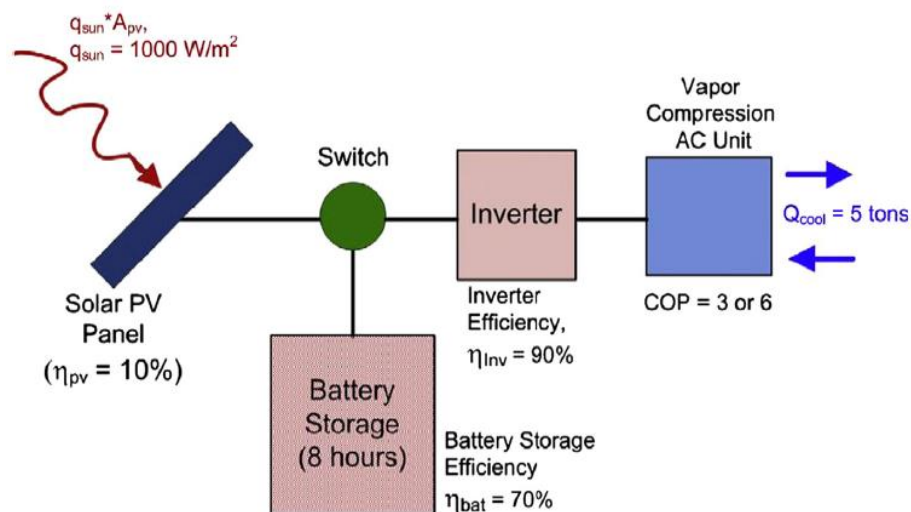 q_sun*A_pv,
q_sun = 1000 W/m²
Solar PV
Panel
(η_pv = 10%)
Switch
Battery
Storage
(8 hours)
Battery Storage
Efficiency
η_bat = 70%
Inverter
Inverter
Efficiency,
η_Inv = 90%
Vapor
Compression
AC Unit
COP = 3 or 6
Q_cool = 5 tons